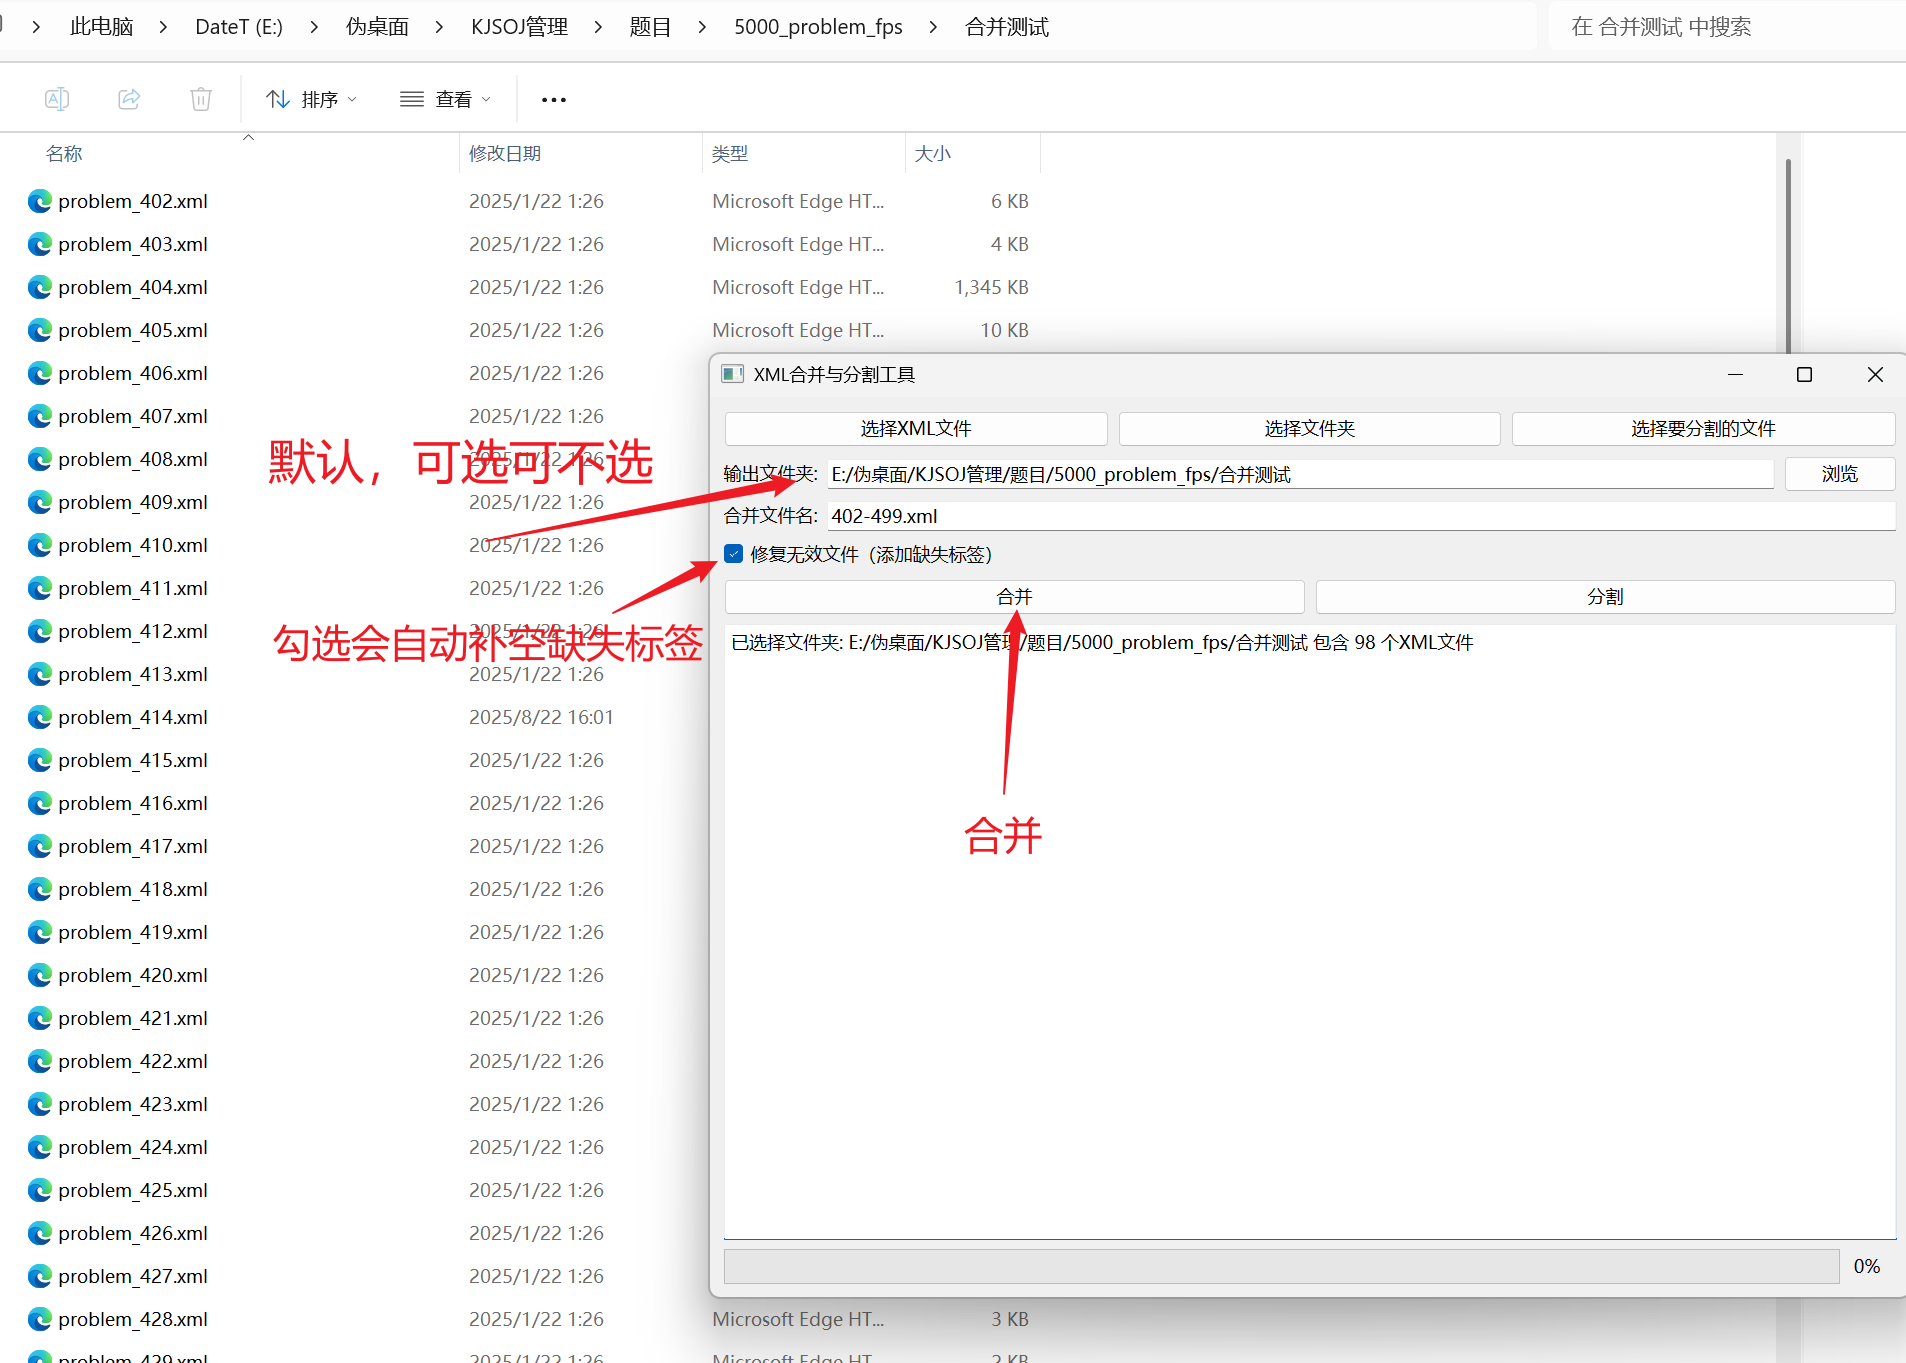 此电脑 > DateT (E:) > 伪桌面 > KJSOJ管理 > 题目 > 5000_problem_fps > 合并测试
在 合并测试 中搜索
排序 查看
名称 修改日期 类型 大小
problem_402.xml 2025/1/22 1:26 Microsoft Edge HT... 6 KB
problem_403.xml 2025/1/22 1:26 Microsoft Edge HT... 4 KB
problem_404.xml 2025/1/22 1:26 Microsoft Edge HT... 1,345 KB
problem_405.xml 2025/1/22 1:26 Microsoft Edge HT... 10 KB
problem_406.xml 2025/1/22 1:26
problem_407.xml 2025/1/22 1:26
problem_408.xml 2025/1/22 1:26
problem_409.xml 2025/1/22 1:26
problem_410.xml 2025/1/22 1:26
problem_411.xml 2025/1/22 1:26
problem_412.xml 2025/1/22 1:26
problem_413.xml 2025/1/22 1:26
problem_414.xml 2025/8/22 16:01
problem_415.xml 2025/1/22 1:26
problem_416.xml 2025/1/22 1:26
problem_417.xml 2025/1/22 1:26
problem_418.xml 2025/1/22 1:26
problem_419.xml 2025/1/22 1:26
problem_420.xml 2025/1/22 1:26
problem_421.xml 2025/1/22 1:26
problem_422.xml 2025/1/22 1:26
problem_423.xml 2025/1/22 1:26
problem_424.xml 2025/1/22 1:26
problem_425.xml 2025/1/22 1:26
problem_426.xml 2025/1/22 1:26
problem_427.xml 2025/1/22 1:26
problem_428.xml 2025/1/22 1:26 Microsoft Edge HT... 3 KB
problem_429.xml 2025/1/22 1:26 Microsoft Edge HT... 2 KB
默认，可选可不选
勾选会自动补空缺失标签
合并
XML合并与分割工具
选择XML文件 选择文件夹 选择要分割的文件
输出文件夹: E:/伪桌面/KJSOJ管理/题目/5000_problem_fps/合并测试 浏览
合并文件名: 402-499.xml
修复无效文件（添加缺失标签）
合并 分割
已选择文件夹: E:/伪桌面/KJSOJ管理/题目/5000_problem_fps/合并测试 包含 98 个XML文件
0%